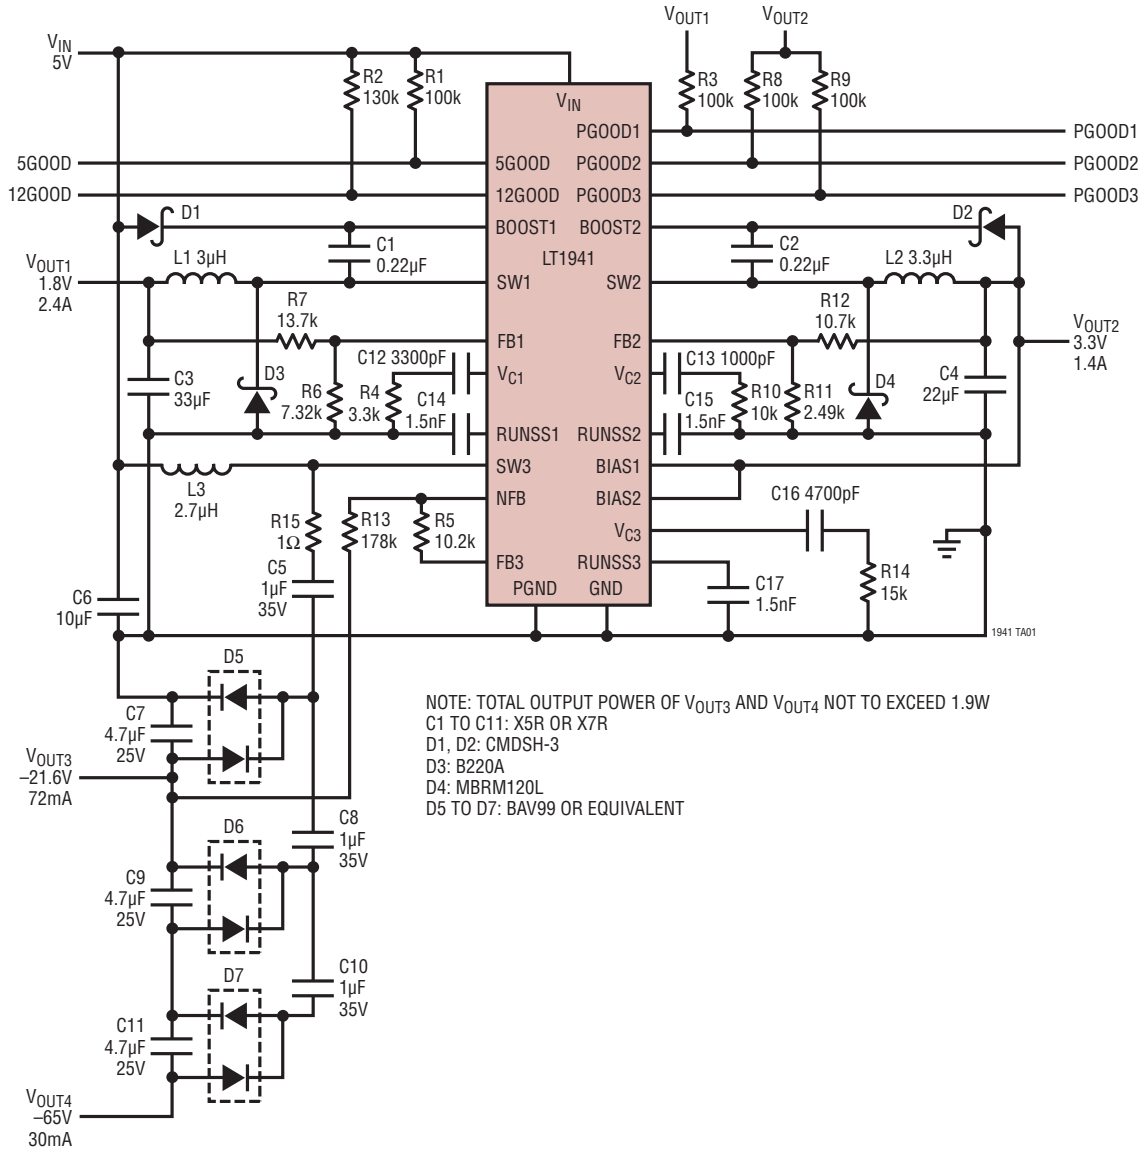 VOUT1
VOUT2
VIN
5V
R2
130k
R1
100k
R3
100k
R8
100k
R9
100k
VIN
PGOOD1
PGOOD1
5GOOD
5GOOD
PGOOD2
PGOOD2
12GOOD
12GOOD
PGOOD3
PGOOD3
D1
D2
BOOST1
BOOST2
C1
0.22µF
LT1941
C2
0.22µF
VOUT1
1.8V
2.4A
L1 3µH
SW1
SW2
L2 3.3µH
R7
13.7k
R12
10.7k
VOUT2
3.3V
1.4A
FB1
FB2
C12 3300pF
C13 1000pF
VC1
VC2
C3
33µF
D3
R6
7.32k
R4
3.3k
C14
1.5nF
C15
1.5nF
R10
10k
R11
2.49k
D4
C4
22µF
RUNSS1
RUNSS2
SW3
BIAS1
L3
2.7µH
NFB
BIAS2
C16 4700pF
R15
1Ω
R13
178k
R5
10.2k
VC3
C5
1µF
35V
FB3
RUNSS3
R14
15k
C6
10µF
PGND
GND
C17
1.5nF
1941 TA01
D5
C7
4.7µF
25V
VOUT3
–21.6V
72mA
NOTE: TOTAL OUTPUT POWER OF VOUT3 AND VOUT4 NOT TO EXCEED 1.9W
C1 TO C11: X5R OR X7R
D1, D2: CMDSH-3
D3: B220A
D4: MBRM120L
D5 TO D7: BAV99 OR EQUIVALENT
D6
C8
1µF
35V
C9
4.7µF
25V
D7
C10
1µF
35V
C11
4.7µF
25V
VOUT4
–65V
30mA